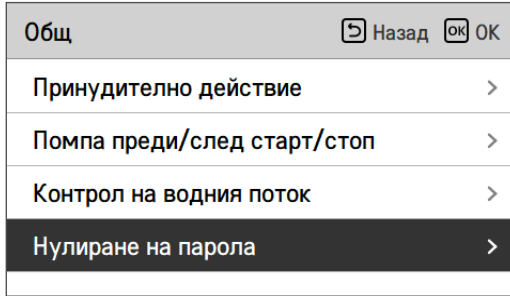 Общ Назад OK OK
Принудително действие
Помпа преди/след старт/стоп
Контрол на водния поток
Нулиране на парола